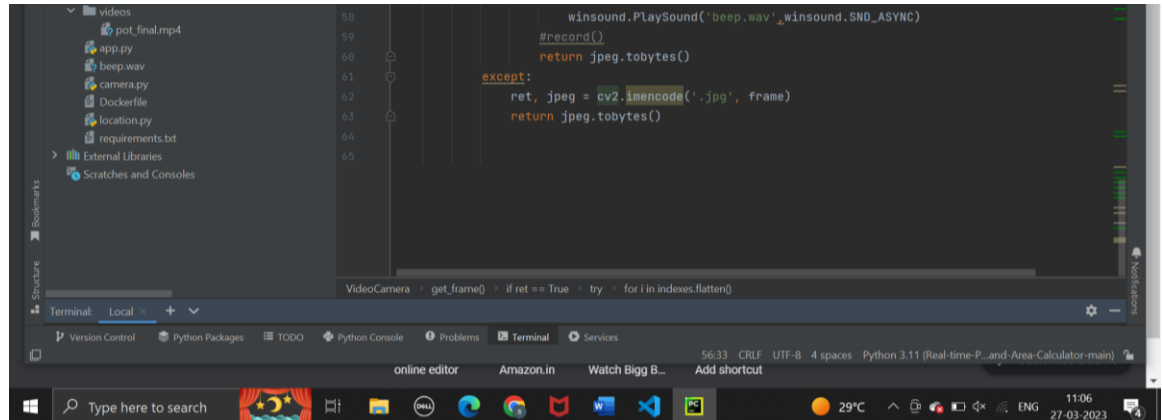 videos
pot_final.mp4
app.py
beep.wav
camera.py
Dockerfile
location.py
requirements.txt
External Libraries
Scratches and Consoles
58 winsound.PlaySound('beep.wav',winsound.SND_ASYNC)
59 #record()
60 return jpeg.tobytes()
61 except:
62 ret, jpeg = cv2.imencode('.jpg', frame)
63 return jpeg.tobytes()
64
65
Bookmarks
Structure
Notifications
VideoCamera get_frame() if ret == True try for i in indexes.flatten()
Terminal: Local
Version Control Python Packages TODO Python Console Problems Terminal Services
56:33 CRLF UTF-8 4 spaces Python 3.11 (Real-time-P...and-Area-Calculator-main)
online editor Amazon.in Watch Bigg B... Add shortcut
Type here to search DELL W PC 29°C ENG 11:06
27-03-2023 4